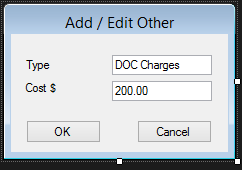 Add / Edit Other
Type DOC Charges
Cost $ 200.00
OK Cancel